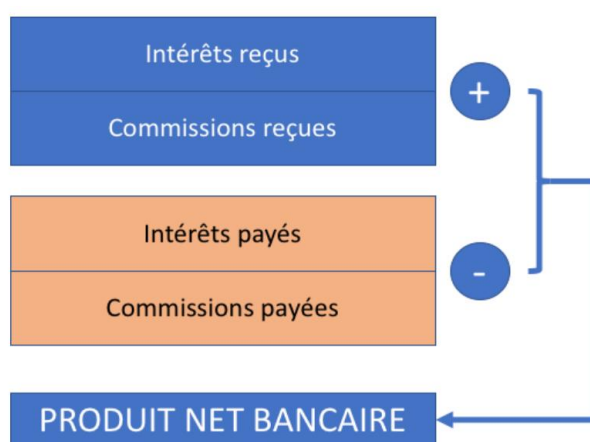 Intérêts reçus
+
Commissions reçues
Intérêts payés
-
Commissions payées
PRODUIT NET BANCAIRE